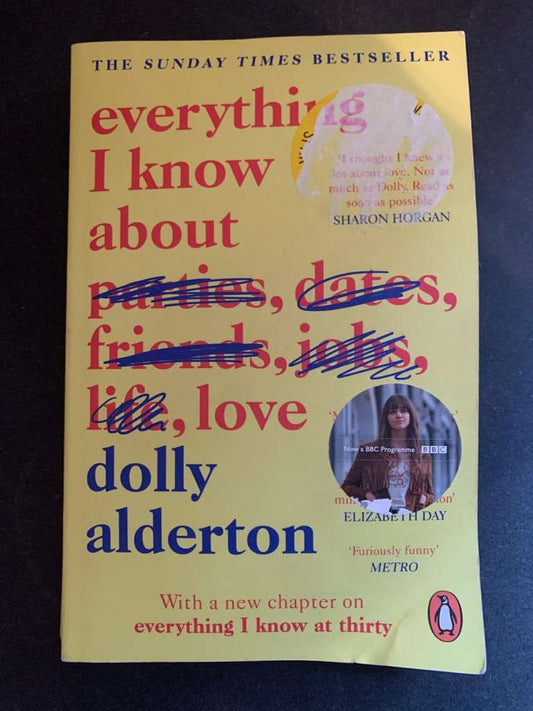 THE SUNDAY TIMES BESTSELLER
everything
I know
about
parties, dates,
friends, jobs,
life, love
dolly
alderton
'I thought I knew a
lot about love. Not as
much as Dolly. Read as
soon as possible'
SHARON HORGAN
Now a BBC Programme BBC
ELIZABETH DAY
'Furiously funny'
METRO
With a new chapter on
everything I know at thirty